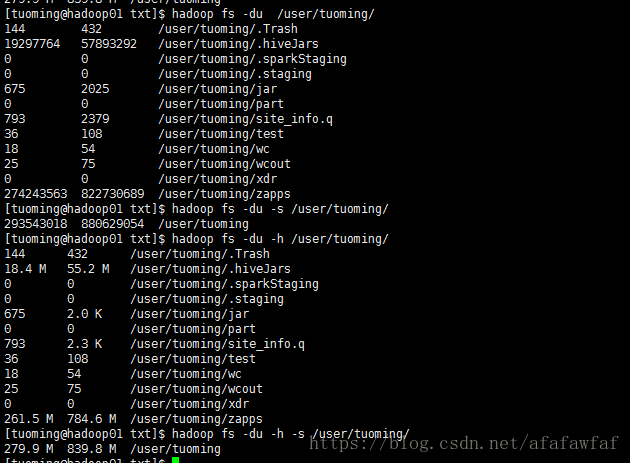 279.9 M  839.8 M  /user/tuoming
[tuoming@hadoop01 txt]$ hadoop fs -du  /user/tuoming/
144        432        /user/tuoming/.Trash
19297764   57893292   /user/tuoming/.hiveJars
0          0          /user/tuoming/.sparkStaging
0          0          /user/tuoming/.staging
675        2025       /user/tuoming/jar
0          0          /user/tuoming/part
793        2379       /user/tuoming/site_info.q
36         108        /user/tuoming/test
18         54         /user/tuoming/wc
25         75         /user/tuoming/wcout
0          0          /user/tuoming/xdr
274243563  822730689  /user/tuoming/zapps
[tuoming@hadoop01 txt]$ hadoop fs -du -s /user/tuoming/
293543018  880629054  /user/tuoming
[tuoming@hadoop01 txt]$ hadoop fs -du -h /user/tuoming/
144      432      /user/tuoming/.Trash
18.4 M   55.2 M   /user/tuoming/.hiveJars
0        0        /user/tuoming/.sparkStaging
0        0        /user/tuoming/.staging
675      2.0 K    /user/tuoming/jar
0        0        /user/tuoming/part
793      2.3 K    /user/tuoming/site_info.q
36       108      /user/tuoming/test
18       54       /user/tuoming/wc
25       75       /user/tuoming/wcout
0        0        /user/tuoming/xdr
261.5 M  784.6 M  /user/tuoming/zapps
[tuoming@hadoop01 txt]$ hadoop fs -du -h -s /user/tuoming/
279.9 M  839.8 M  /user/tuoming
https://blog.csdn.net/afafawfaf
[tuoming@hadoop01 txt]$